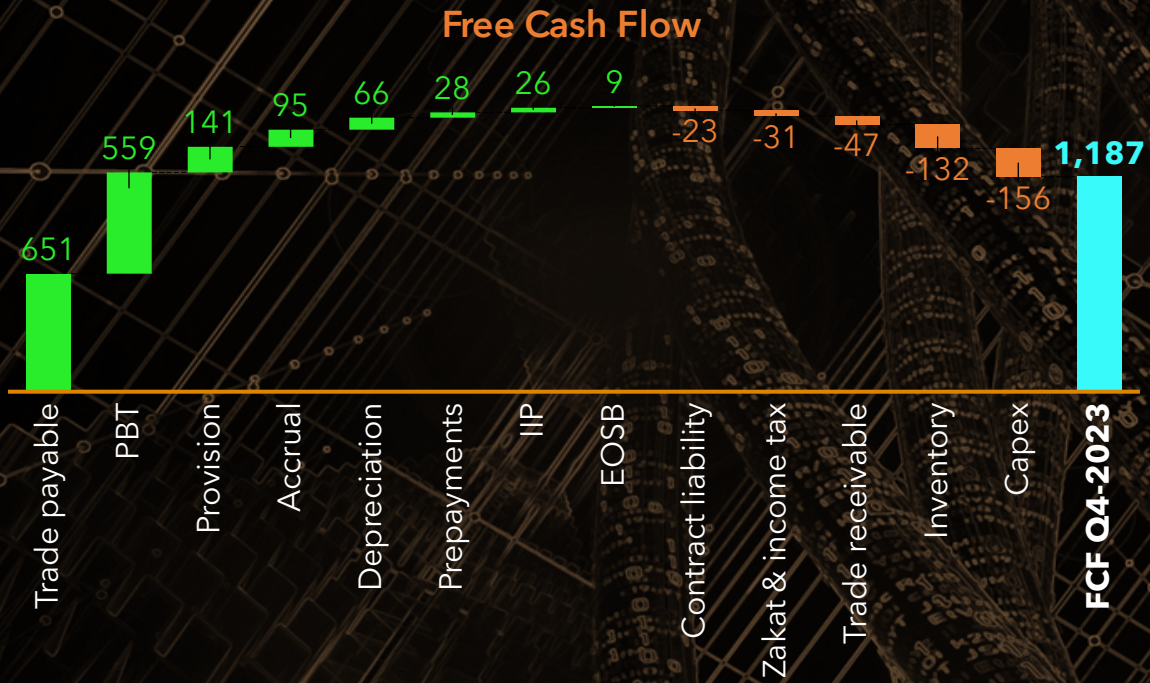 Free Cash Flow
651
559
141
95
66
28
26
9
-23
-31
-47
-132
-156
1,187
Trade payable
PBT
Provision
Accrual
Depreciation
Prepayments
IIP
EOSB
Contract liability
Zakat & income tax
Trade receivable
Inventory
Capex
FCF Q4-2023